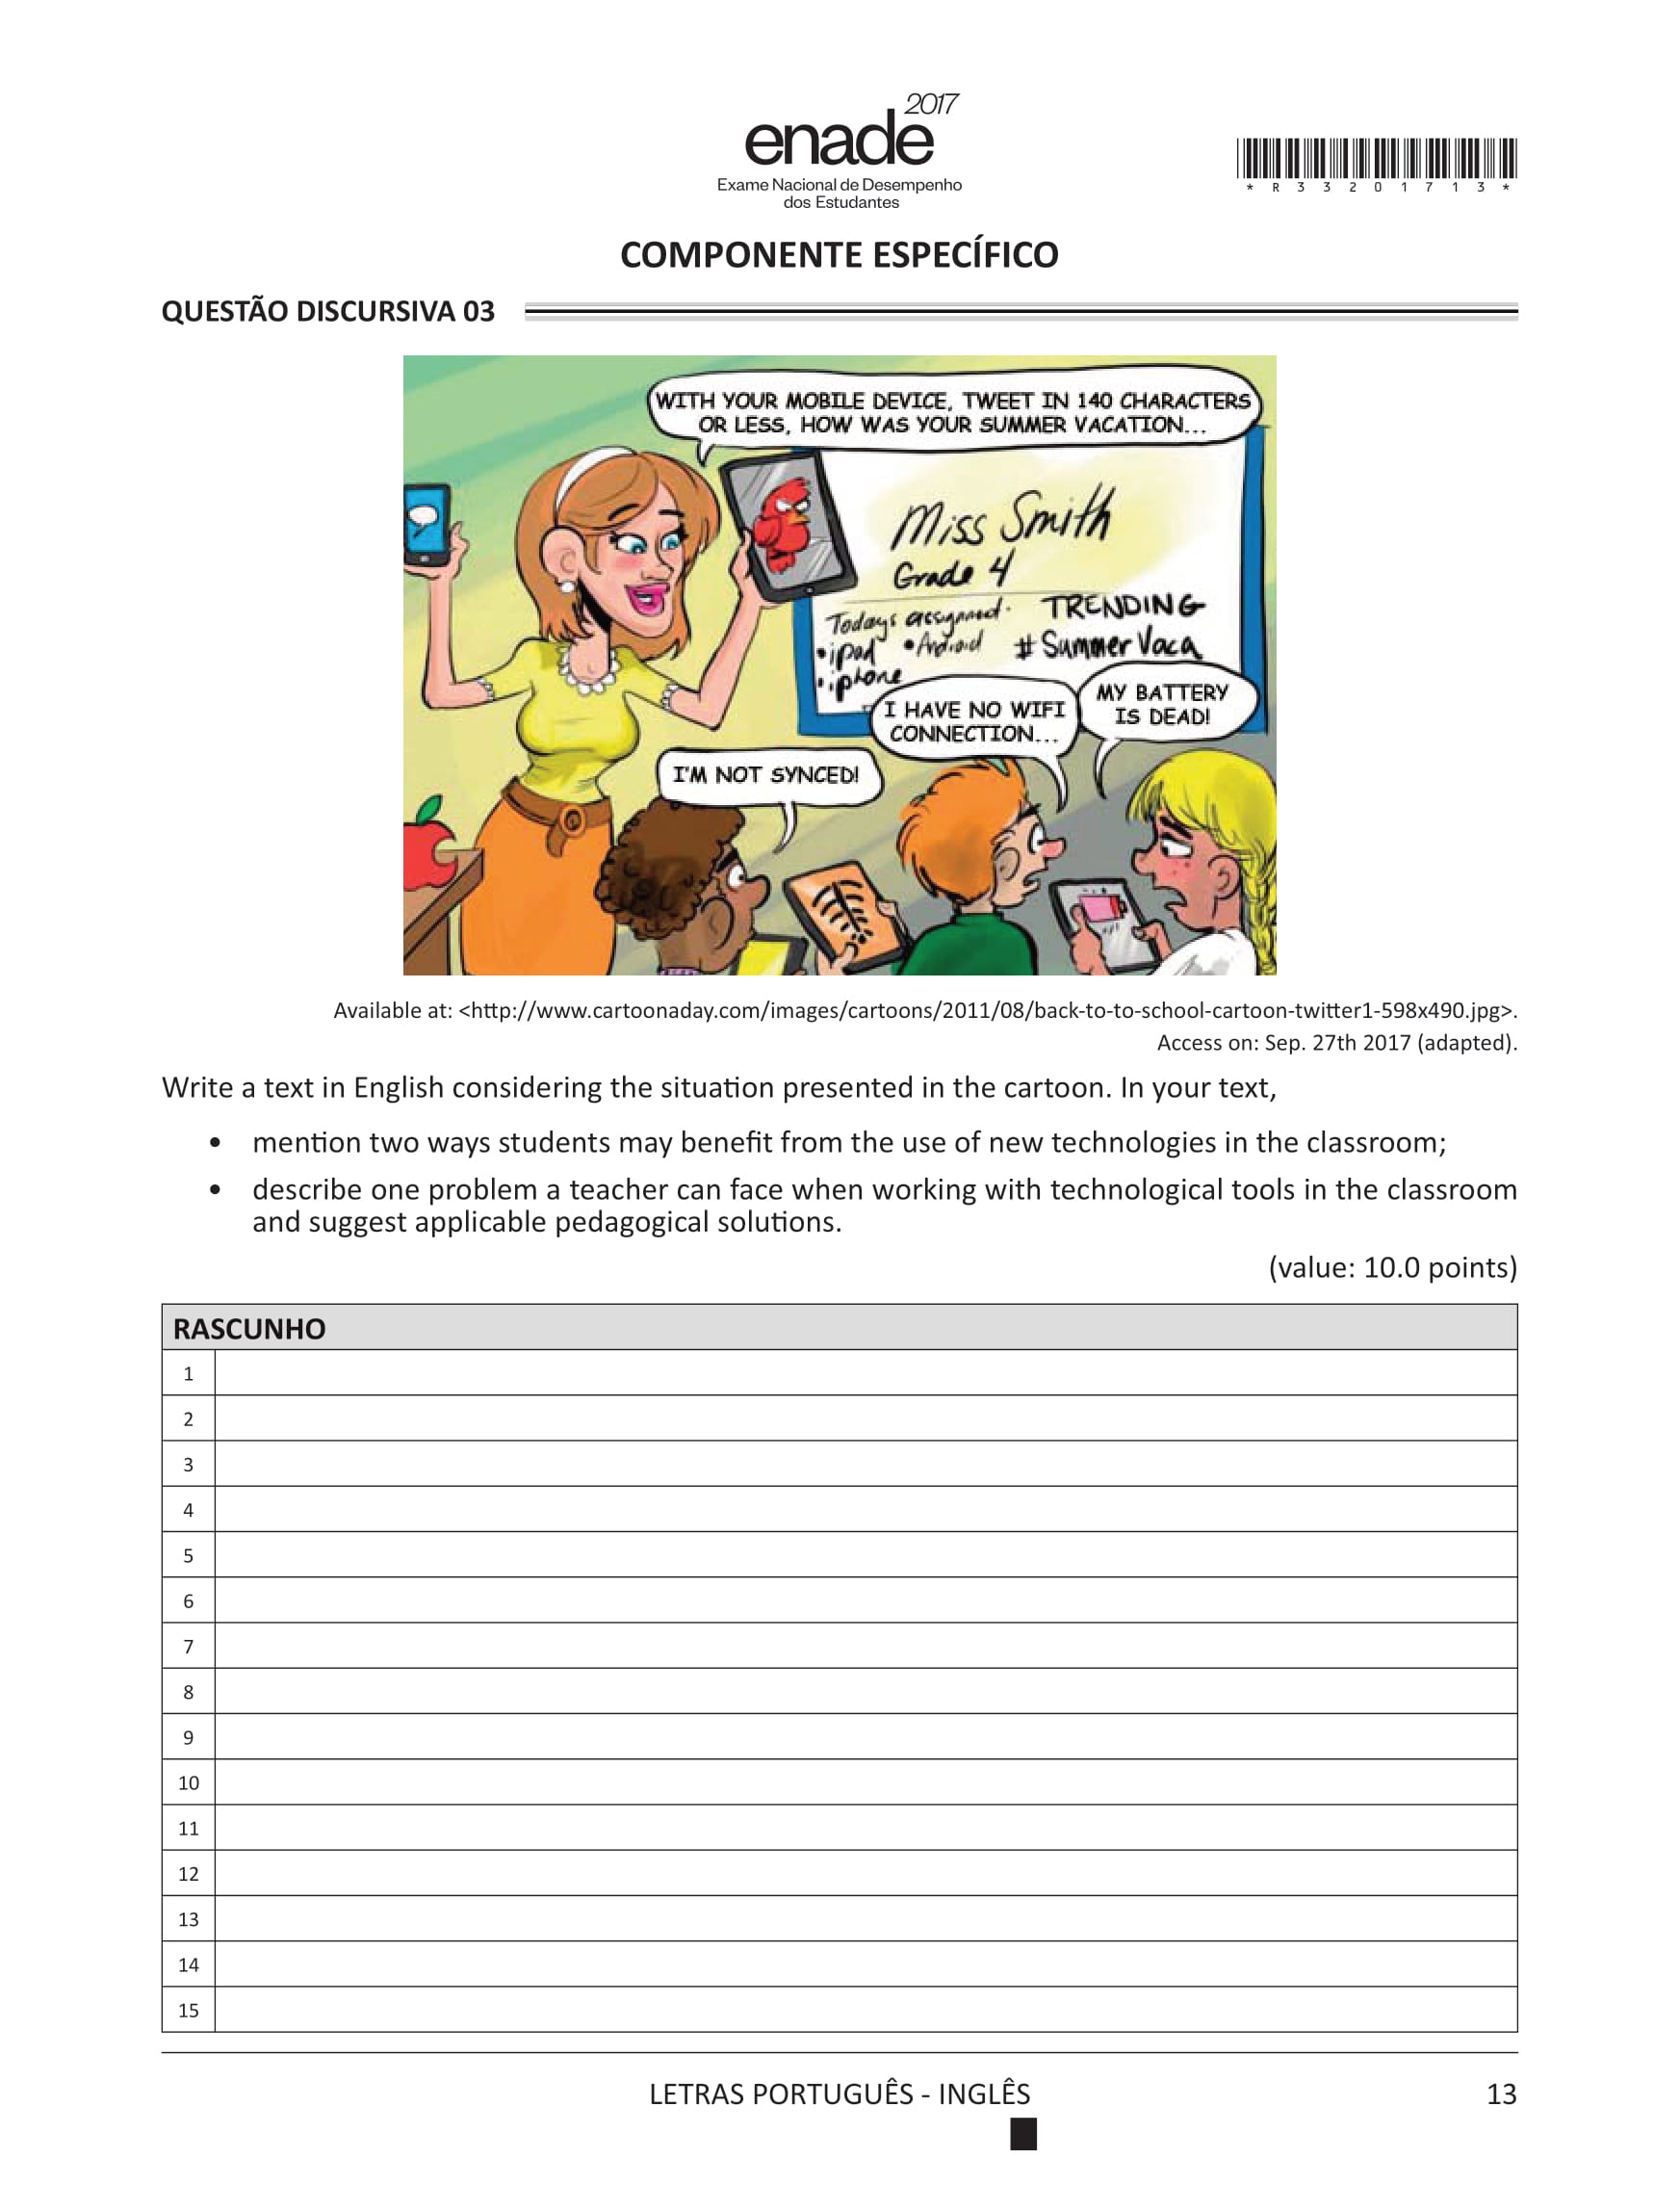 2017
enade
Exame Nacional de Desempenho
dos Estudantes
* R 3 3 2 0 1 7 1 3 *
COMPONENTE ESPECÍFICO
QUESTÃO DISCURSIVA 03
WITH YOUR MOBILE DEVICE, TWEET IN 140 CHARACTERS
OR LESS, HOW WAS YOUR SUMMER VACATION...
Miss Smith
Grade 4
Todays assignment
• ipad • Android
• iphone
TRENDING
# Summer Vaca
I HAVE NO WIFI
CONNECTION...
MY BATTERY
IS DEAD!
I'M NOT SYNCED!
Available at: <http://www.cartoonaday.com/images/cartoons/2011/08/back-to-to-school-cartoon-twitter1-598x490.jpg>.
Access on: Sep. 27th 2017 (adapted).
Write a text in English considering the situation presented in the cartoon. In your text,
• mention two ways students may benefit from the use of new technologies in the classroom;
• describe one problem a teacher can face when working with technological tools in the classroom
and suggest applicable pedagogical solutions.
(value: 10.0 points)
RASCUNHO
1
2
3
4
5
6
7
8
9
10
11
12
13
14
15
LETRAS PORTUGUÊS - INGLÊS
13